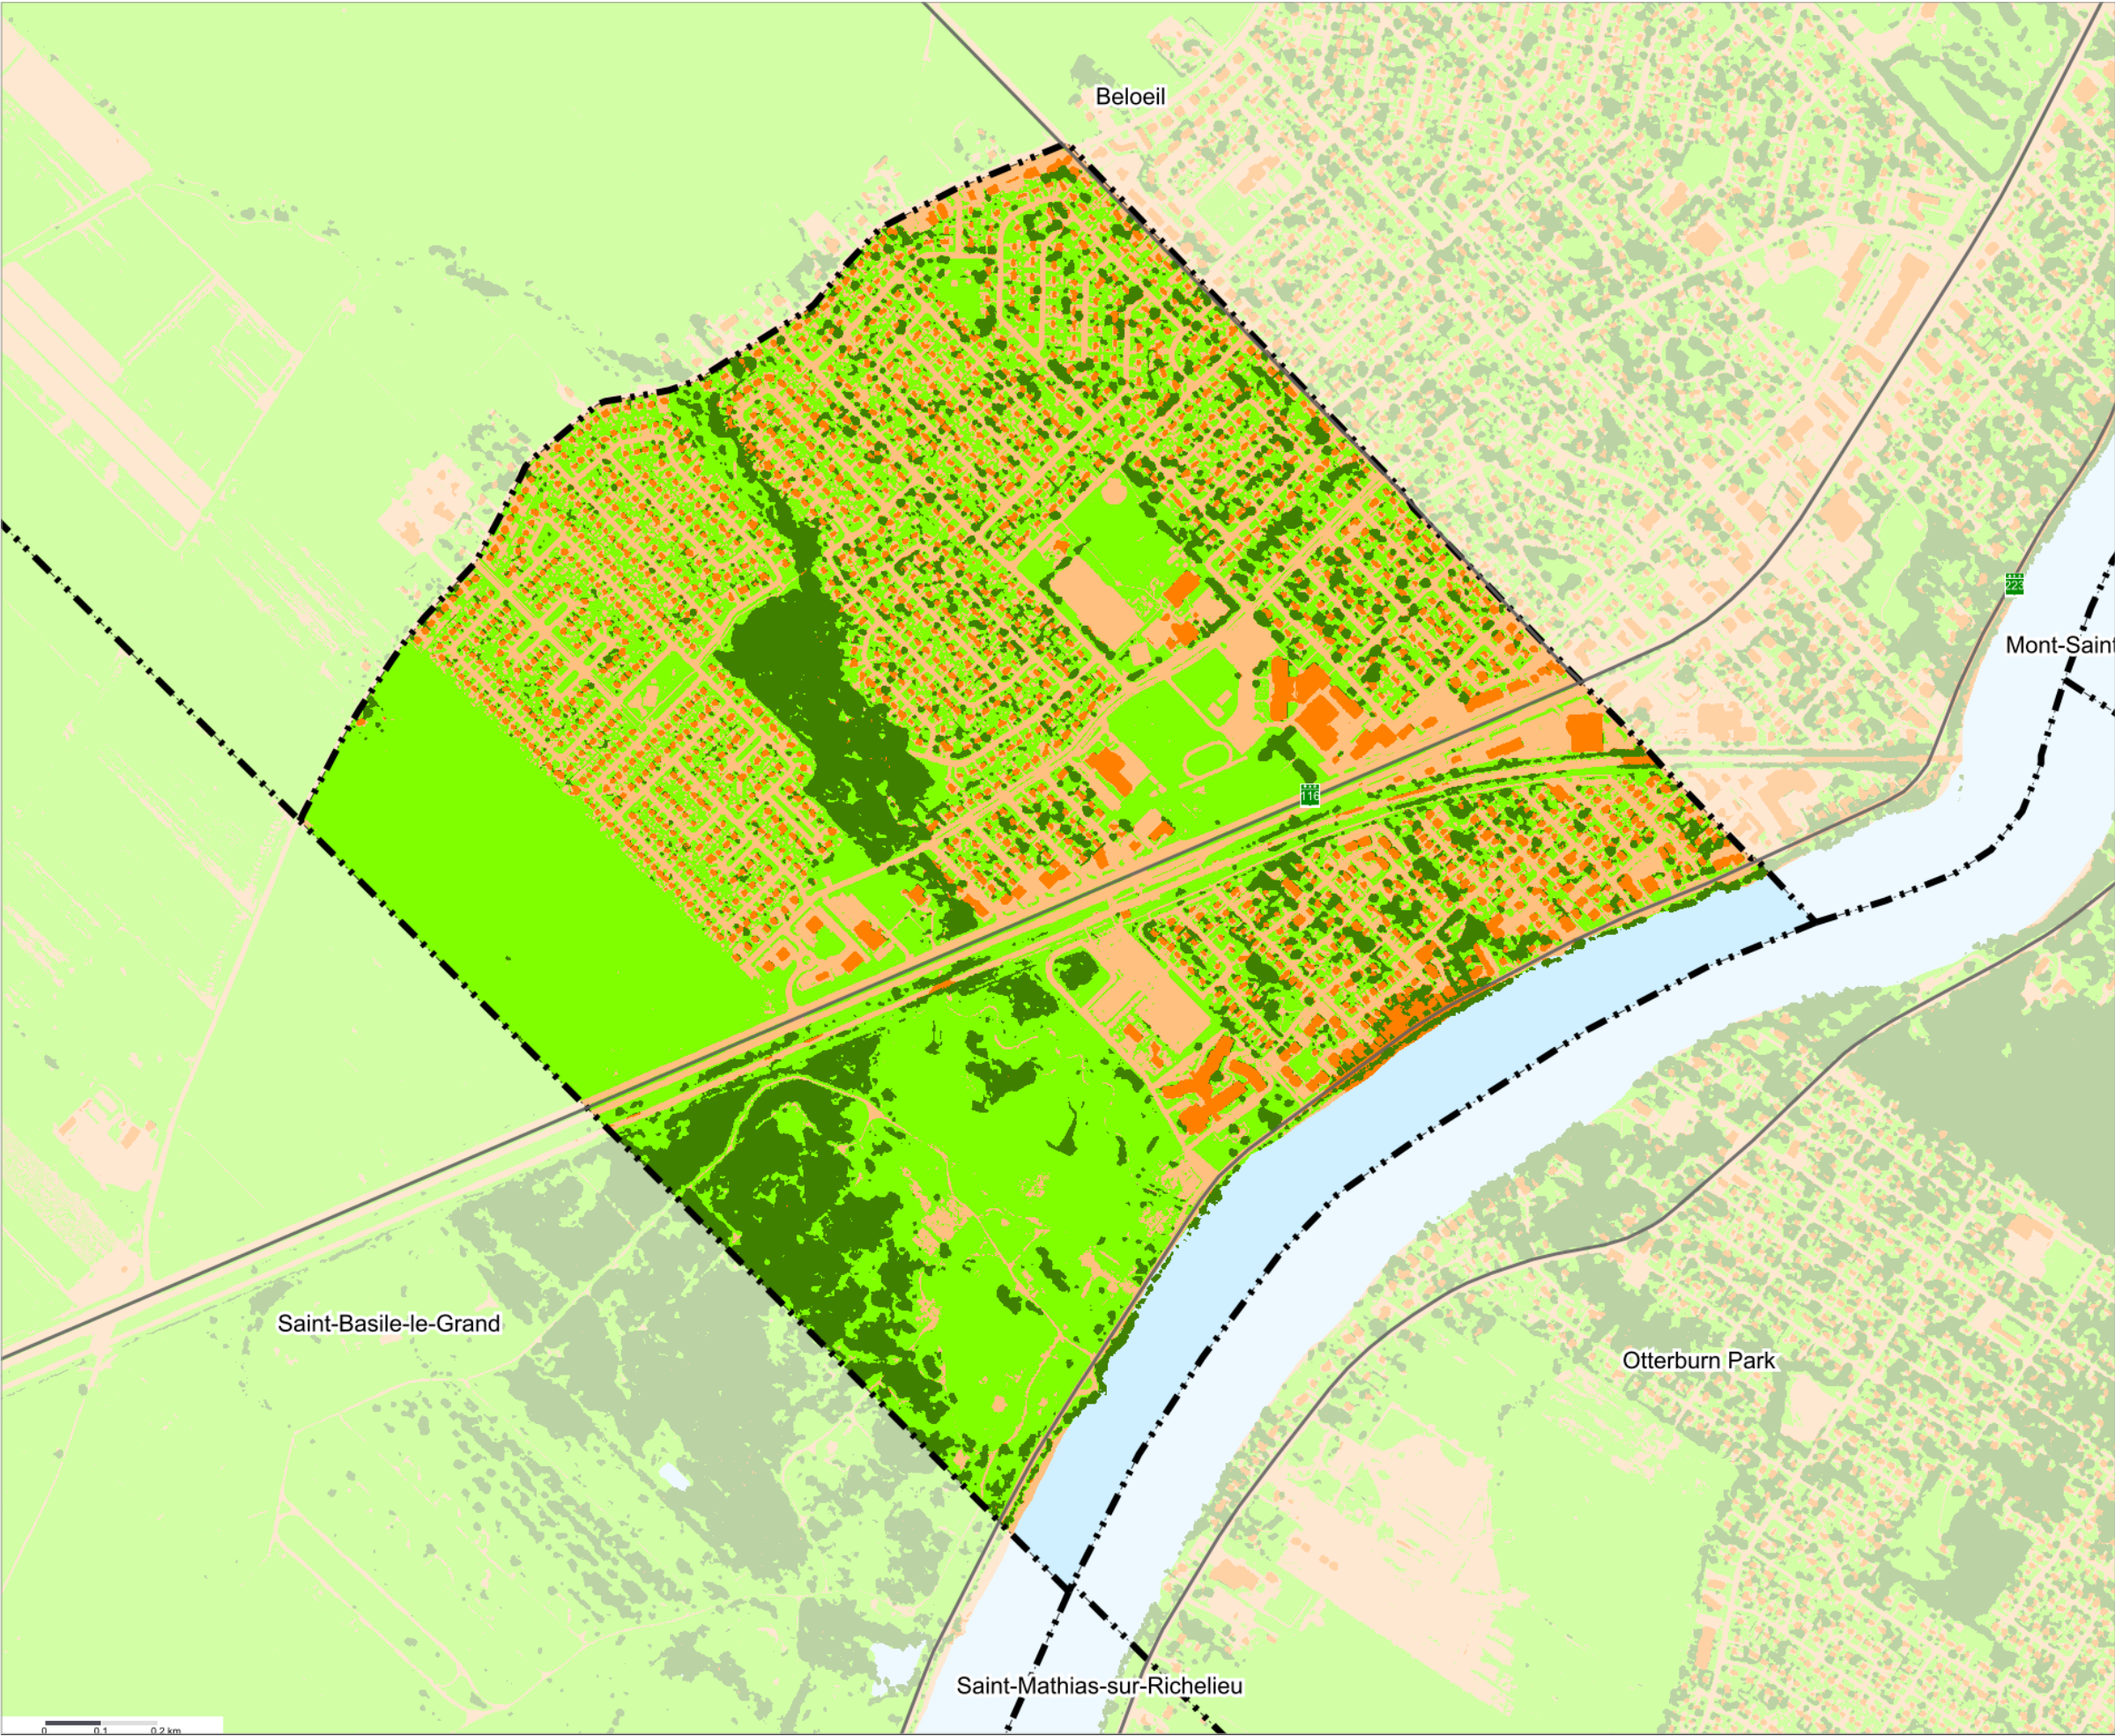 Beloeil
223
Mont-Saint
116
Saint-Basile-le-Grand
Otterburn Park
Saint-Mathias-sur-Richelieu
0 0.1 0.2 km